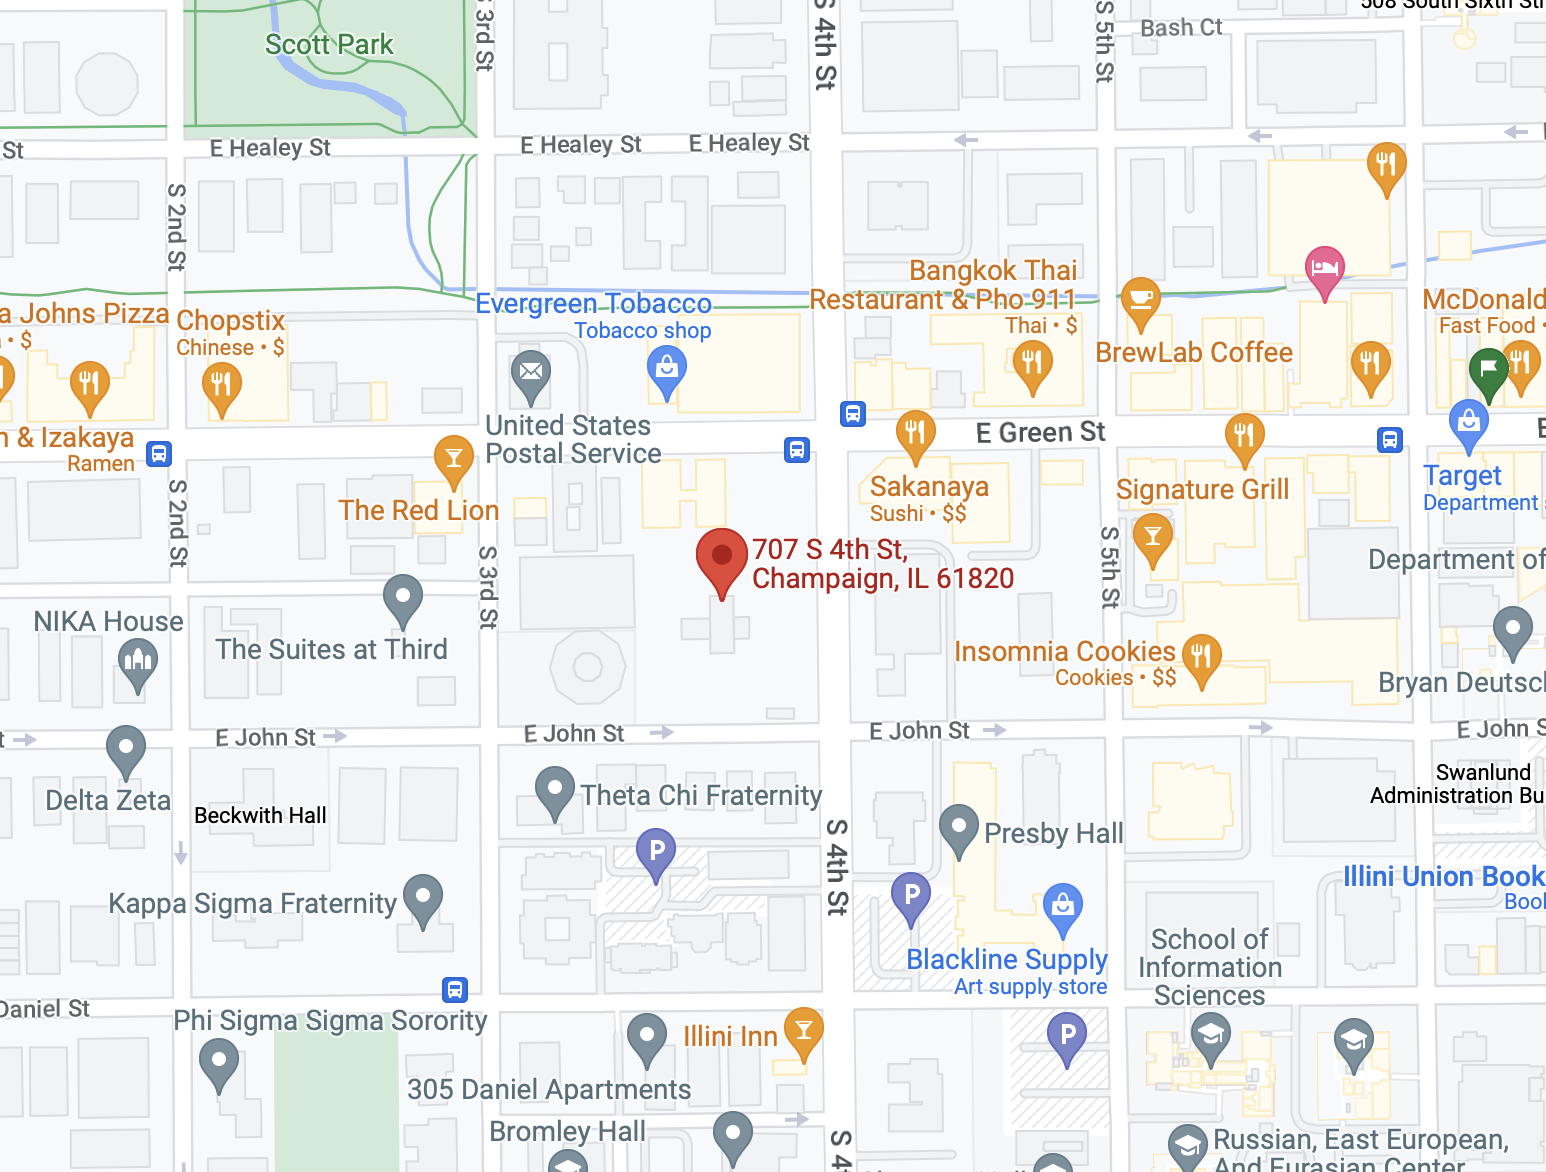 508 South Sixth Str
Bash Ct
S 3rd St
S 4th St
S 5th St
Scott Park
St
E Healey St
E Healey St
E Healey St
S 2nd St
a Johns Pizza
• $
Chopstix
Chinese • $
Evergreen Tobacco
Tobacco shop
Bangkok Thai
Restaurant & Pho 911
Thai • $
BrewLab Coffee
McDonald
Fast Food •
n & Izakaya
Ramen
United States
Postal Service
E Green St
E
The Red Lion
Sakanaya
Sushi • $$
Signature Grill
Target
Department s
S 2nd St
S 3rd St
707 S 4th St,
Champaign, IL 61820
S 5th St
Department of
NIKA House
The Suites at Third
Insomnia Cookies
Cookies • $$
Bryan Deutsch
t
E John St
E John St
E John St
E John S
Delta Zeta
Beckwith Hall
Theta Chi Fraternity
P
S 4th St
Presby Hall
Swanlund
Administration Bu
Kappa Sigma Fraternity
P
Illini Union Book
Book
Blackline Supply
Art supply store
School of
Information
Sciences
Daniel St
Phi Sigma Sigma Sorority
Illini Inn
P
305 Daniel Apartments
Bromley Hall
S 4
Russian, East European,
And Eurasian Center